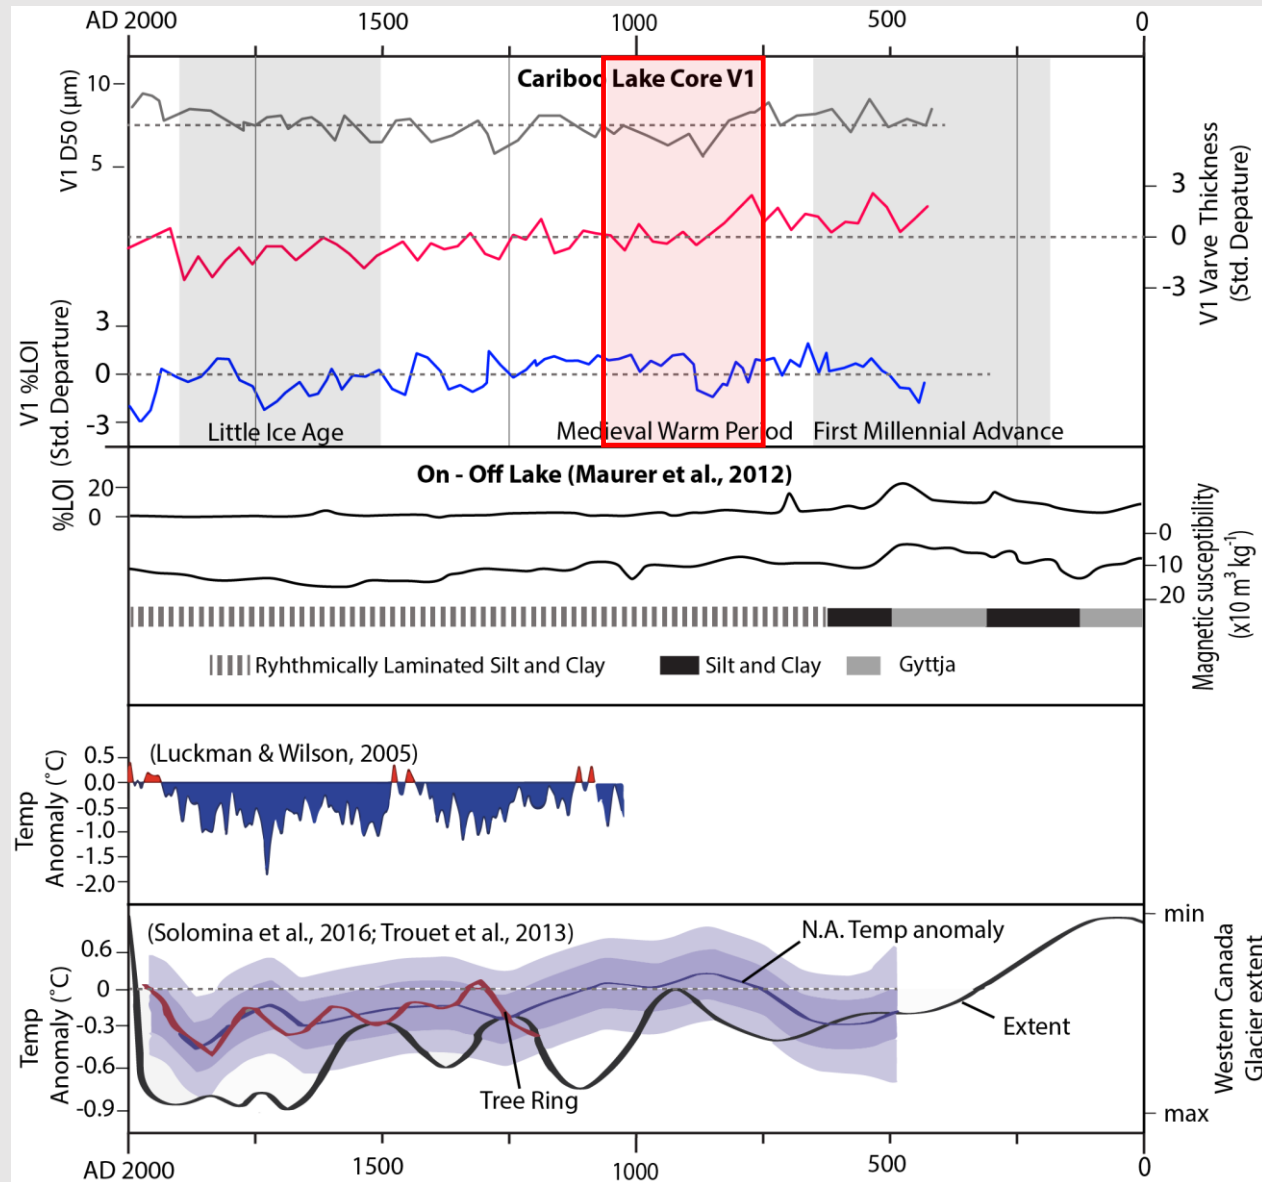 AD 2000 1500 1000 500 0
Cariboo Lake Core V1
10
5
V1 D50 (µm)
3
0
-3
V1 Varve Thickness
(Std. Depature)
3
0
-3
V1 %LOI
(Std. Departure)
Little Ice Age
Medieval Warm Period
First Millennial Advance
On - Off Lake (Maurer et al., 2012)
20
0
%LOI
0
10
20
Magnetic susceptibility
(x10 m³ kg⁻¹)
Ryhthmically Laminated Silt and Clay
Silt and Clay
Gyttja
(Luckman & Wilson, 2005)
0.5
0.0
-0.5
-1.0
-1.5
-2.0
Temp
Anomaly (˚C)
(Solomina et al., 2016; Trouet et al., 2013)
N.A. Temp anomaly
Extent
Tree Ring
0.6
0
-0.3
-0.6
-0.9
Temp
Anomaly (˚C)
min
max
Western Canada
Glacier extent
AD 2000 1500 1000 500 0